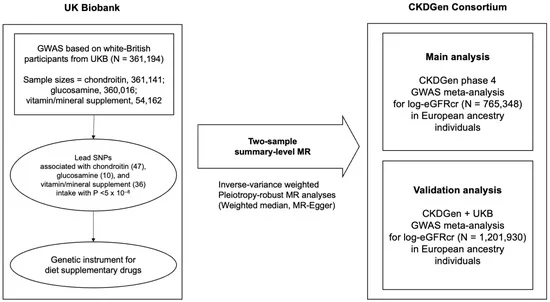 UK Biobank
GWAS based on white-British
participants from UKB (N = 361,194)
Sample sizes = chondroitin, 361,141;
glucosamine, 360,016;
vitamin/mineral supplement, 54,162
Lead SNPs
associated with chondroitin (47),
glucosamine (10), and
vitamin/mineral supplement (36)
intake with P <5 x 10⁻⁸
Genetic instrument for
diet supplementary drugs
Two-sample
summary-level MR
Inverse-variance weighted
Pleiotropy-robust MR analyses
(Weighted median, MR-Egger)
CKDGen Consortium
Main analysis
CKDGen phase 4
GWAS meta-analysis
for log-eGFRcr (N = 765,348)
in European ancestry
individuals
Validation analysis
CKDGen + UKB
GWAS meta-analysis
for log-eGFRcr (N = 1,201,930)
in European ancestry
individuals